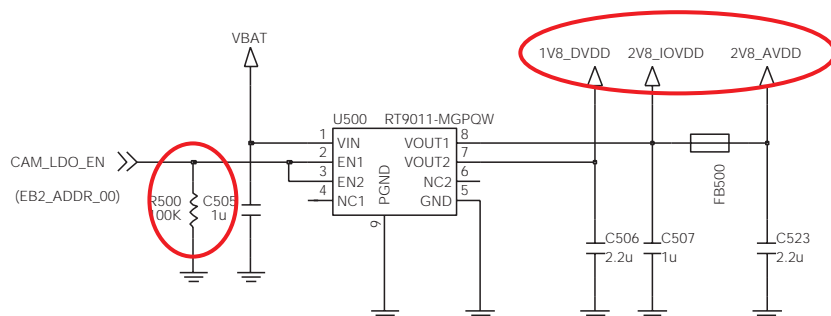 VBAT
1V8_DVDD 2V8_IOVDD 2V8_AVDD
U500 RT9011-MGPQW
1 VIN VOUT1 8
CAM_LDO_EN 2 EN1 VOUT2 7
3 EN2 NC2 6
(EB2_ADDR_00) 4 NC1 GND 5
PGND
9
R500
100K
C505
1u
FB500
C506
2.2u
C507
1u
C523
2.2u